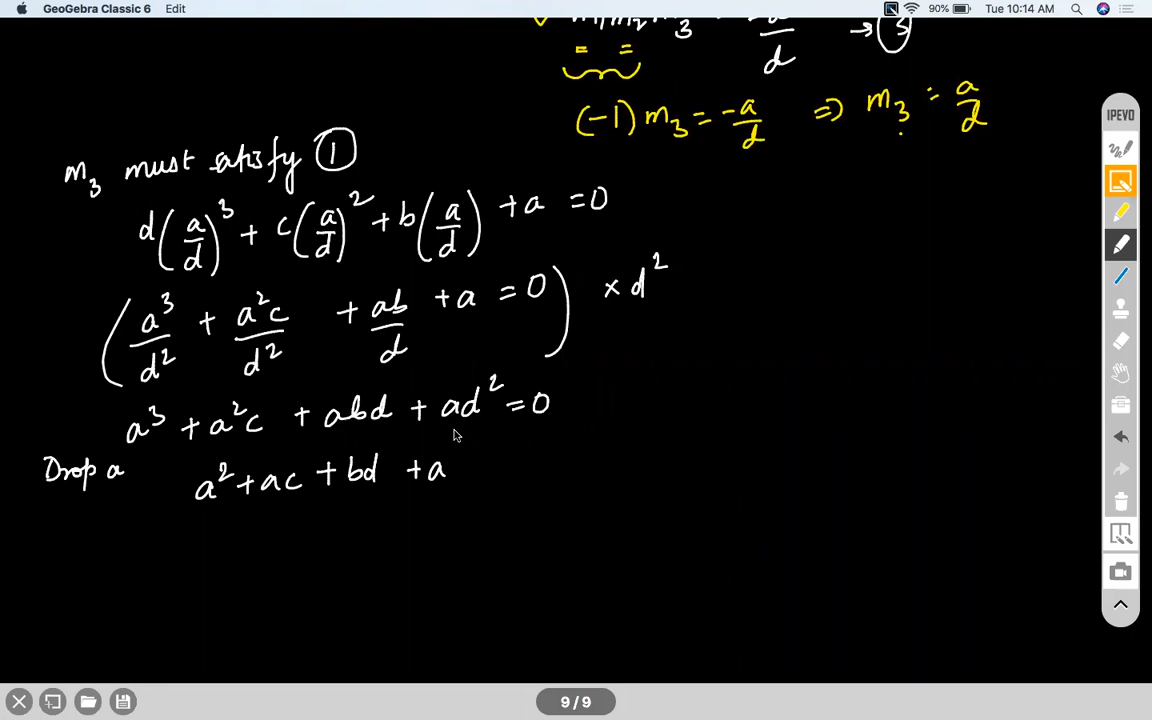 GeoGebra Classic 6 Edit 90% Tue 10:14 AM
m₃ = → ③
d
(-1) m₃ = -a/d ⇒ m₃ = a/d
IPEVO
m₃ must satisfy ①
d(a/d)³ + c(a/d)² + b(a/d) + a = 0
(a³/d² + a²c/d² + ab/d + a = 0) × d²
a³ + a²c + abd + ad² = 0
Drop a a² + ac + bd + a
9 / 9